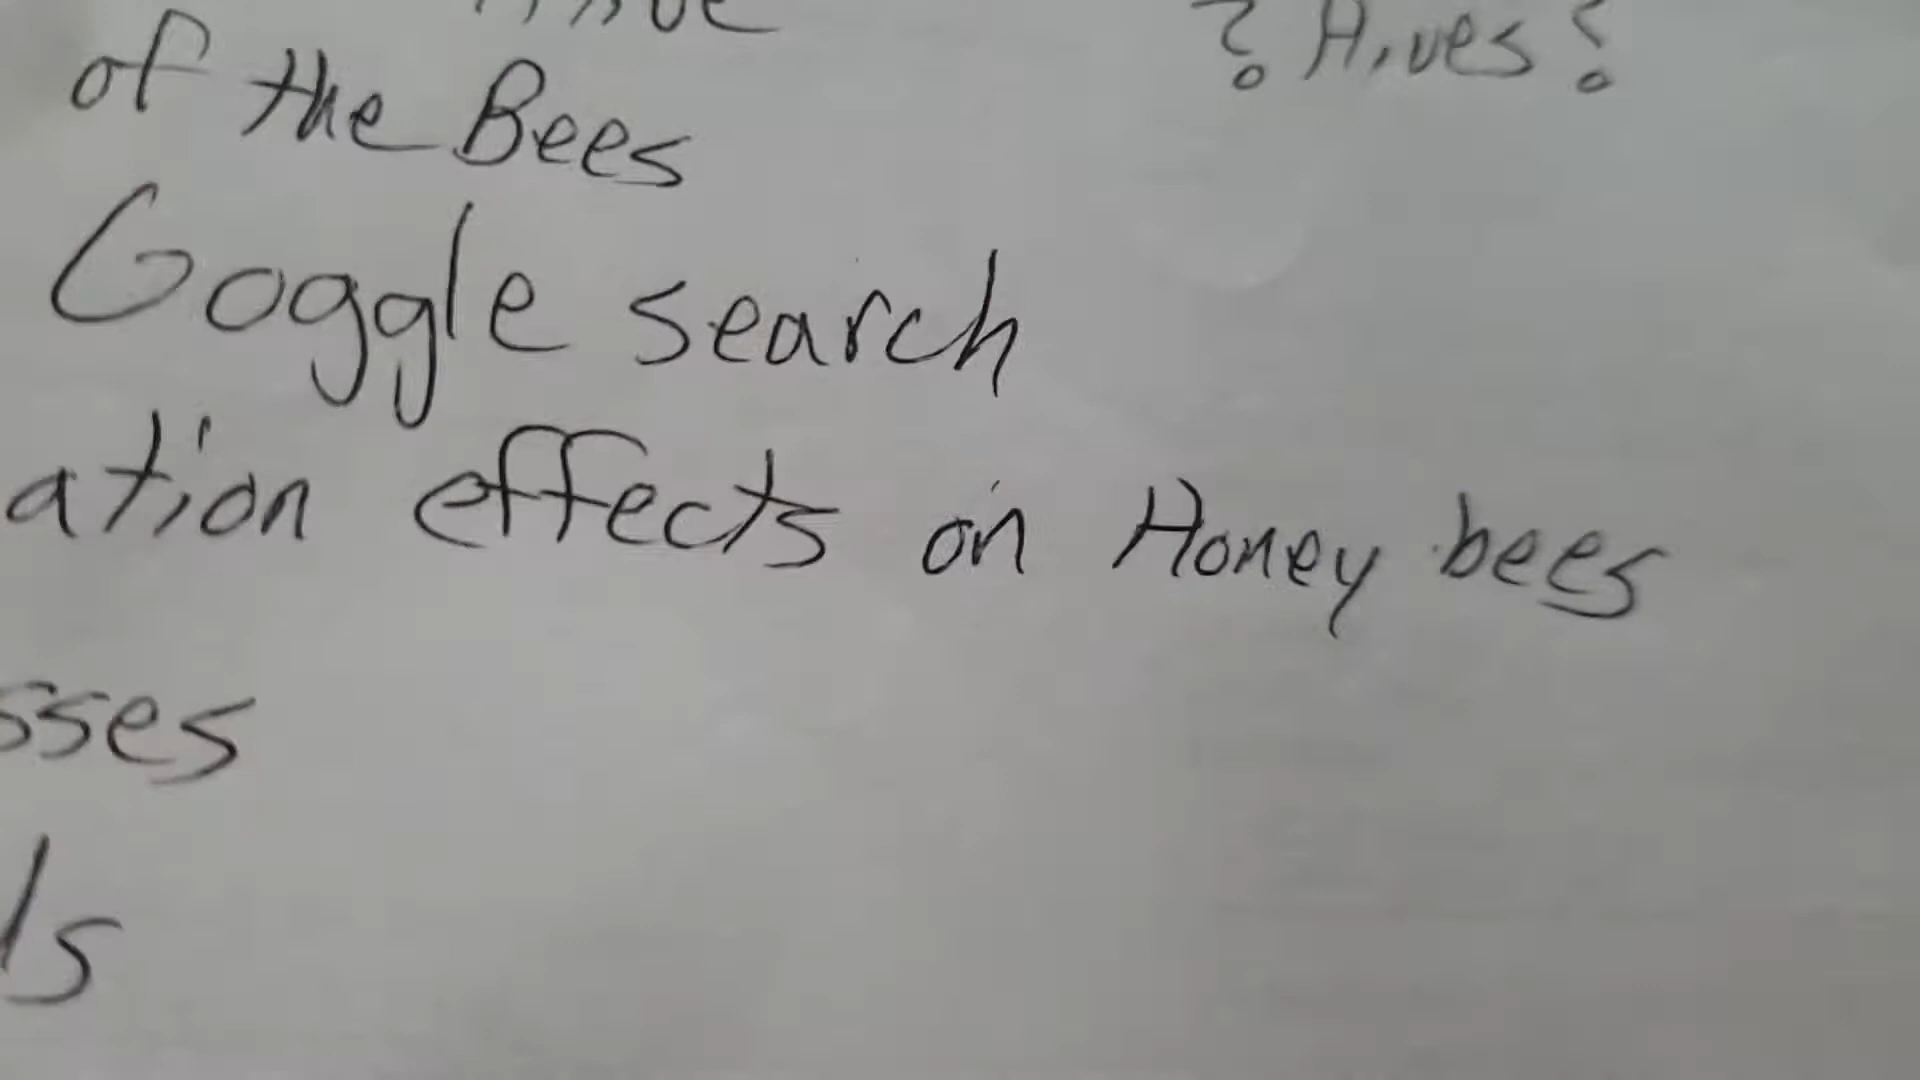 ? Hives ?
of the Bees
Goggle search
ation effects on Honey bees
sses
ls